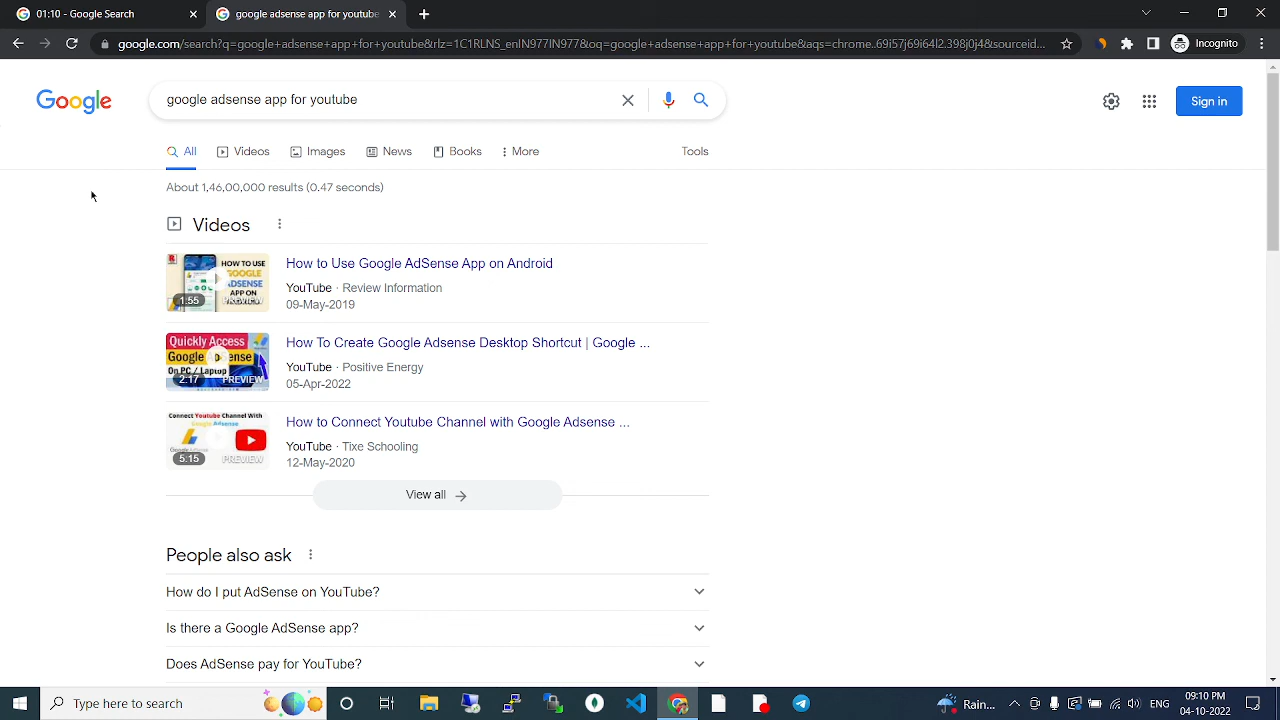 01:10 - Google Search
google adsense app for youtube
google.com/search?q=google+adsense+app+for+youtube&rlz=1C1RLNS_enIN977IN977&oq=google+adsense+app+for+youtube&aqs=chrome..69i57j69i64l2.398j0j4&sourceid...
Incognito
Google
google adsense app for youtube
Sign in
All
Videos
Images
News
Books
More
Tools
About 1,46,00,000 results (0.47 seconds)
Videos
HOW TO USE
GOOGLE
ADSENSE
APP ON
1:55
PREVIEW
How to Use Google AdSense App on Android
YouTube · Review Information
09-May-2019
Quickly Access
Google AdSense
On PC / Laptop
2:17
PREVIEW
How To Create Google Adsense Desktop Shortcut | Google ...
YouTube · Positive Energy
05-Apr-2022
Connect Youtube Channel With
Google Adsense
5:15
PREVIEW
How to Connect Youtube Channel with Google Adsense ...
YouTube · Tixe Schooling
12-May-2020
View all
People also ask
How do I put AdSense on YouTube?
Is there a Google AdSense app?
Does AdSense pay for YouTube?
Type here to search
Rain...
ENG
09:10 PM
04-10-2022